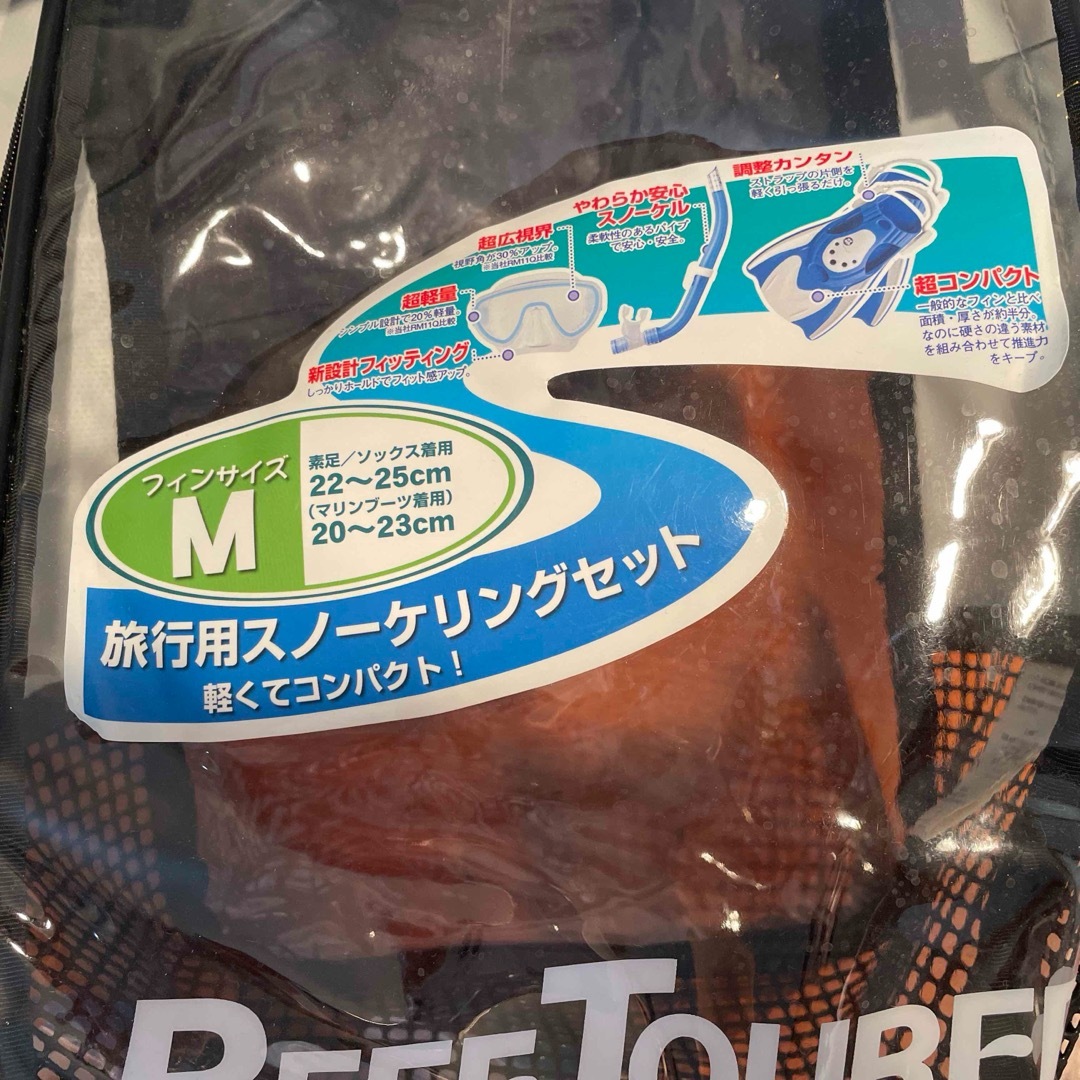 調整カンタン
ストラップの片側を
軽く引っ張るだけ。
やわらか安心
スノーケル
柔軟性のあるパイプ
で安心・安全。
超広視界
視野角が30%アップ。
※当社RM11Q比較
超軽量
シンプル設計で20%軽量。
※当社RM11Q比較
新設計フィッティング
しっかりホールドでフィット感アップ。
超コンパクト
一般的なフィンと比べ
面積・厚さが約半分。
なのに硬さの違う素材
を組み合わせて推進力
をキープ。
フィンサイズ
M
素足/ソックス着用
22〜25cm
(マリンブーツ着用)
20〜23cm
旅行用スノーケリングセット
軽くてコンパクト!
REEF TOURER